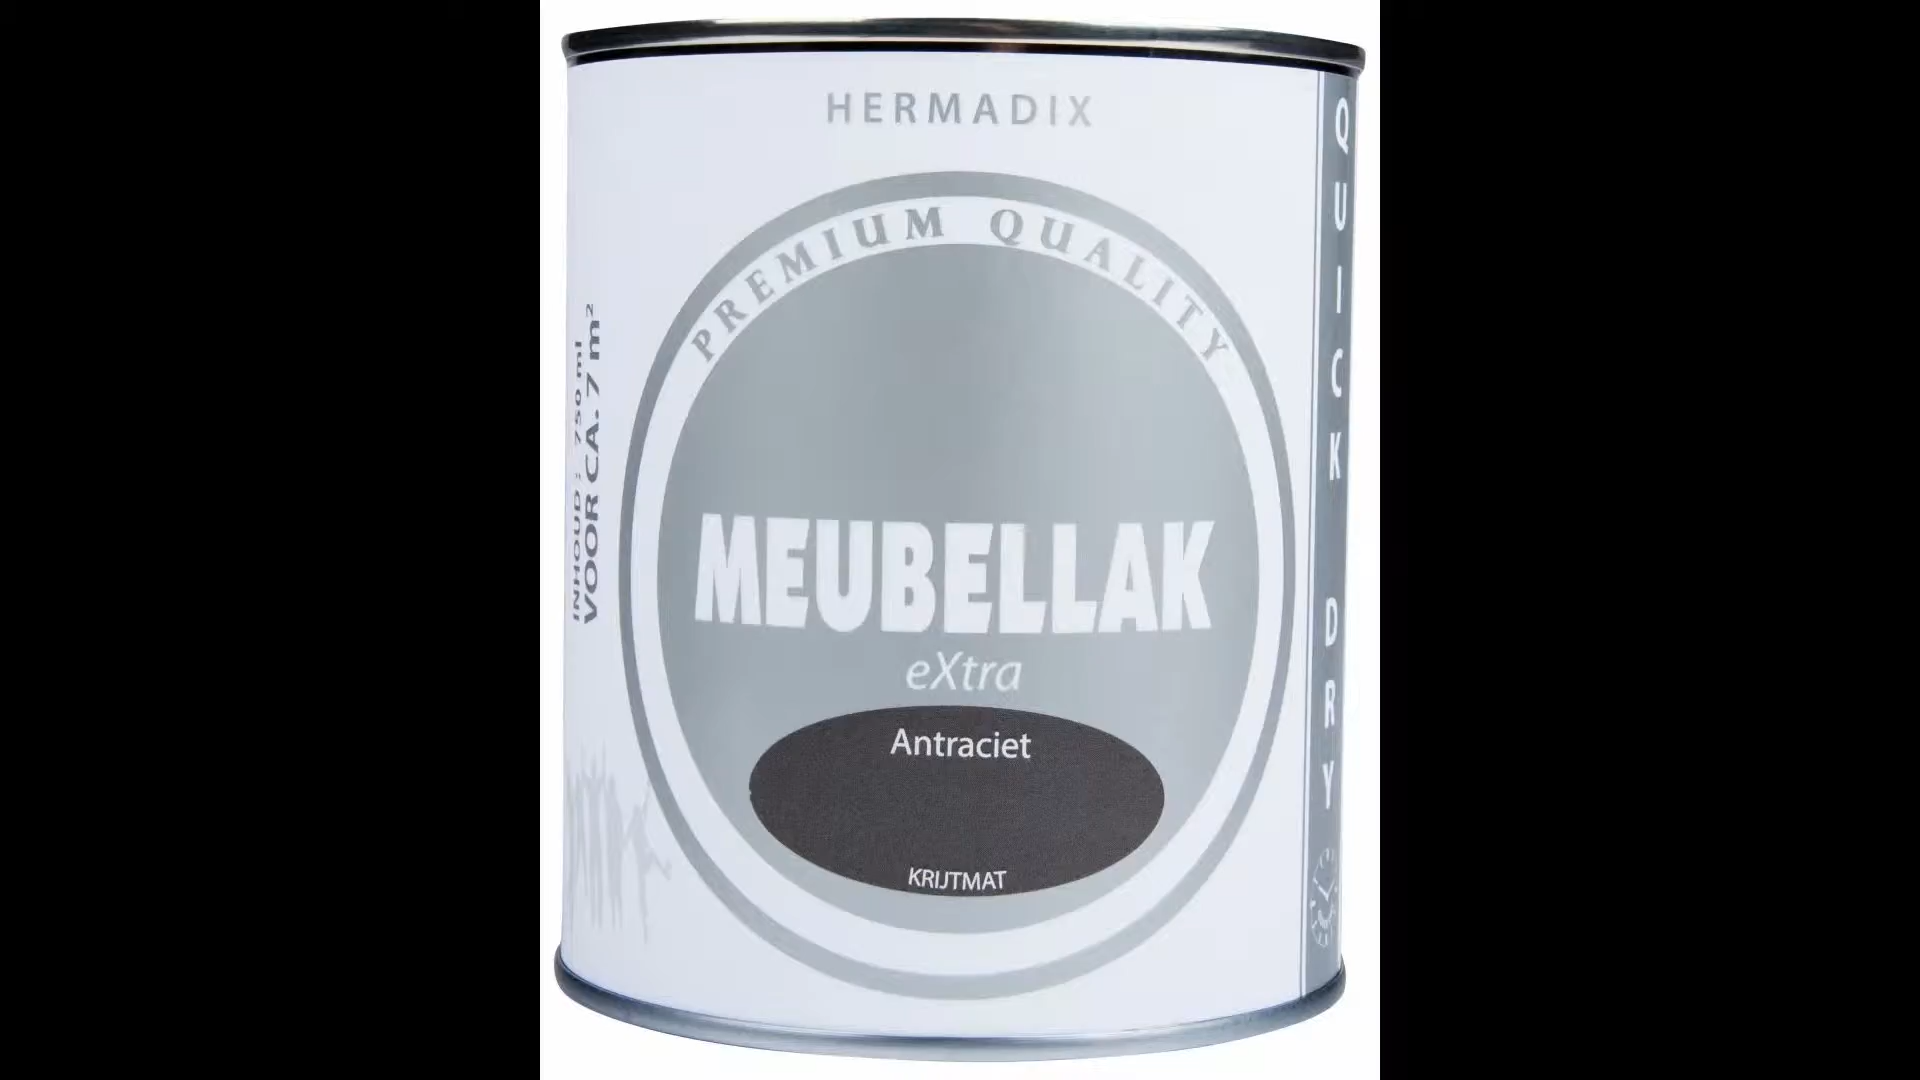 HERMADIX
PREMIUM QUALITY
MEUBELLAK
eXtra
Antraciet
KRIJTMAT
INHOUD : 750 ml
VOOR CA. 7 m²
QUICK DRY